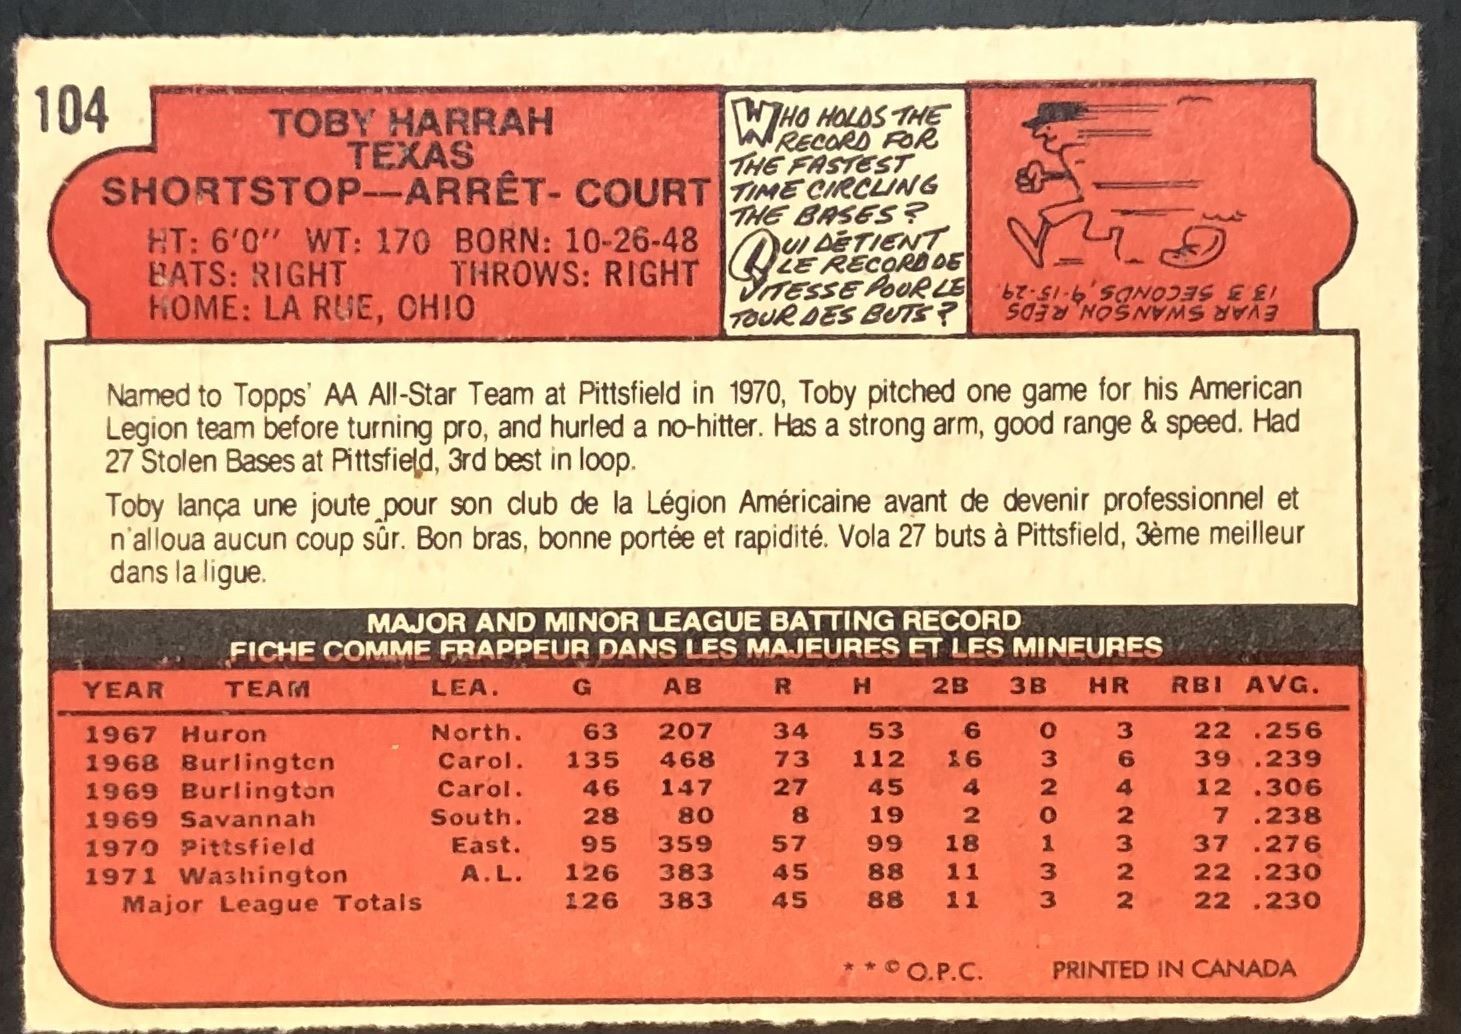 104
TOBY HARRAH
TEXAS
SHORTSTOP—ARRÊT- COURT
HT: 6'0" WT: 170 BORN: 10-26-48
BATS: RIGHT THROWS: RIGHT
HOME: LA RUE, OHIO
WHO HOLDS THE
RECORD FOR
THE FASTEST
TIME CIRCLING
THE BASES?
QUI DÉTIENT
LE RECORD DE
VITESSE POUR LE
TOUR DES BUTS?
EVAR SWANSON, REDS
13.3 SECONDS, 9-15-29.
Named to Topps' AA All-Star Team at Pittsfield in 1970, Toby pitched one game for his American
Legion team before turning pro, and hurled a no-hitter. Has a strong arm, good range & speed. Had
27 Stolen Bases at Pittsfield, 3rd best in loop.
Toby lança une joute pour son club de la Légion Américaine avant de devenir professionnel et
n'alloua aucun coup sûr. Bon bras, bonne portée et rapidité. Vola 27 buts à Pittsfield, 3ème meilleur
dans la ligue.
MAJOR AND MINOR LEAGUE BATTING RECORD
FICHE COMME FRAPPEUR DANS LES MAJEURES ET LES MINEURES
YEAR TEAM LEA. G AB R H 2B 3B HR RBI AVG.
1967 Huron North. 63 207 34 53 6 0 3 22 .256
1968 Burlington Carol. 135 468 73 112 16 3 6 39 .239
1969 Burlington Carol. 46 147 27 45 4 2 4 12 .306
1969 Savannah South. 28 80 8 19 2 0 2 7 .238
1970 Pittsfield East. 95 359 57 99 18 1 3 37 .276
1971 Washington A.L. 126 383 45 88 11 3 2 22 .230
Major League Totals 126 383 45 88 11 3 2 22 .230
* * © O.P.C. PRINTED IN CANADA